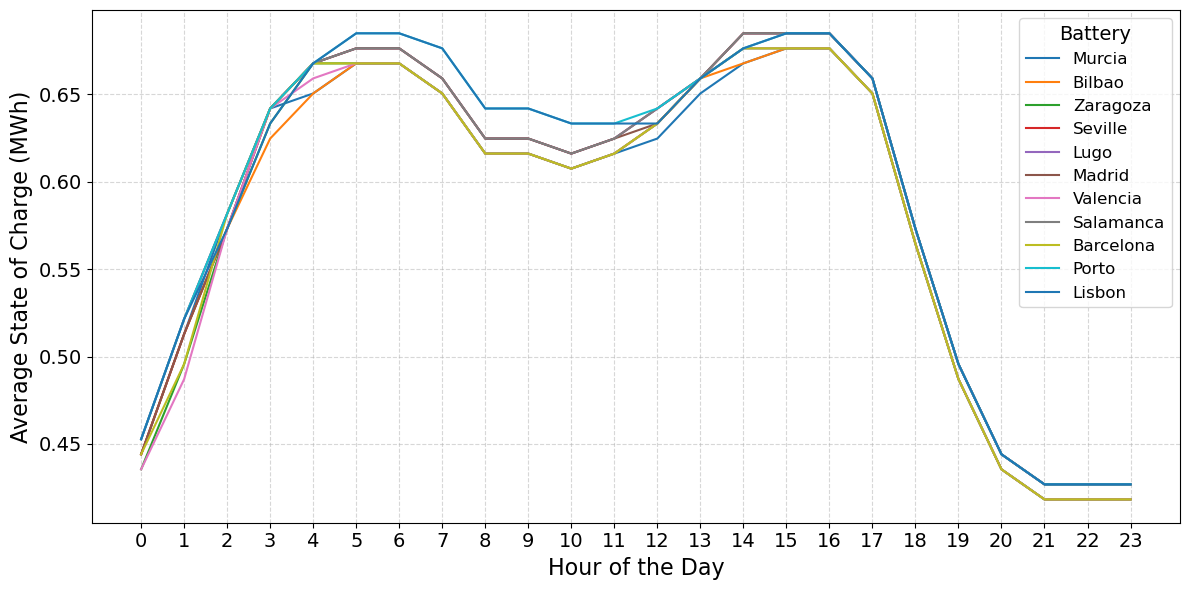 Average State of Charge (MWh)
0.65
0.60
0.55
0.50
0.45
Battery
Murcia
Bilbao
Zaragoza
Seville
Lugo
Madrid
Valencia
Salamanca
Barcelona
Porto
Lisbon
0 1 2 3 4 5 6 7 8 9 10 11 12 13 14 15 16 17 18 19 20 21 22 23
Hour of the Day